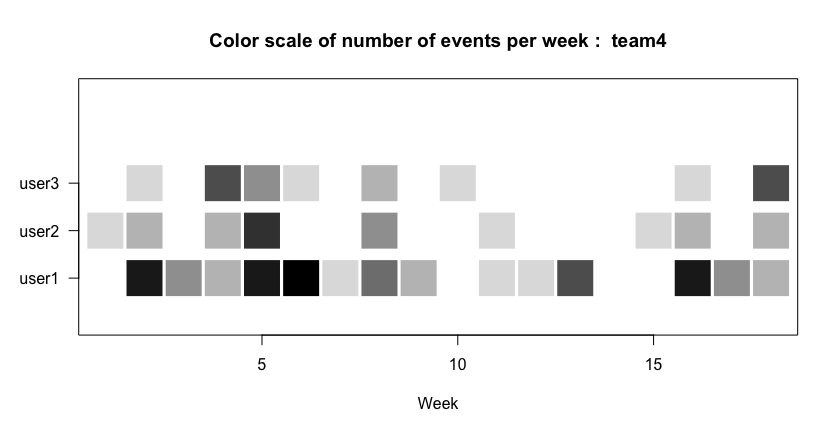 Color scale of number of events per week :  team4
user3
user2
user1
5 10 15
Week